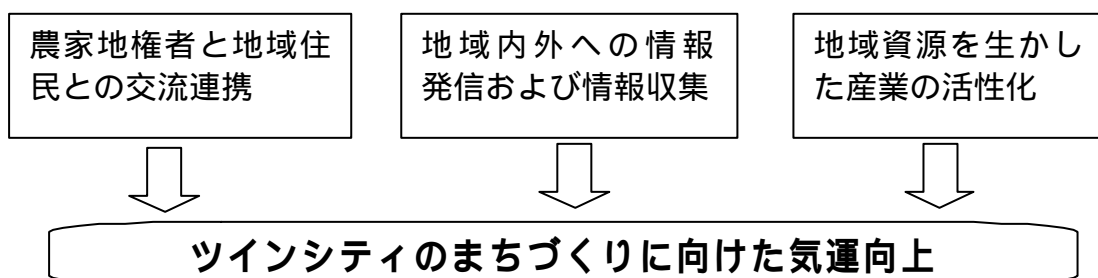 農家地権者と地域住
民との交流連携
地域内外への情報
発信および情報収集
地域資源を生かし
た産業の活性化
ツインシティのまちづくりに向けた気運向上